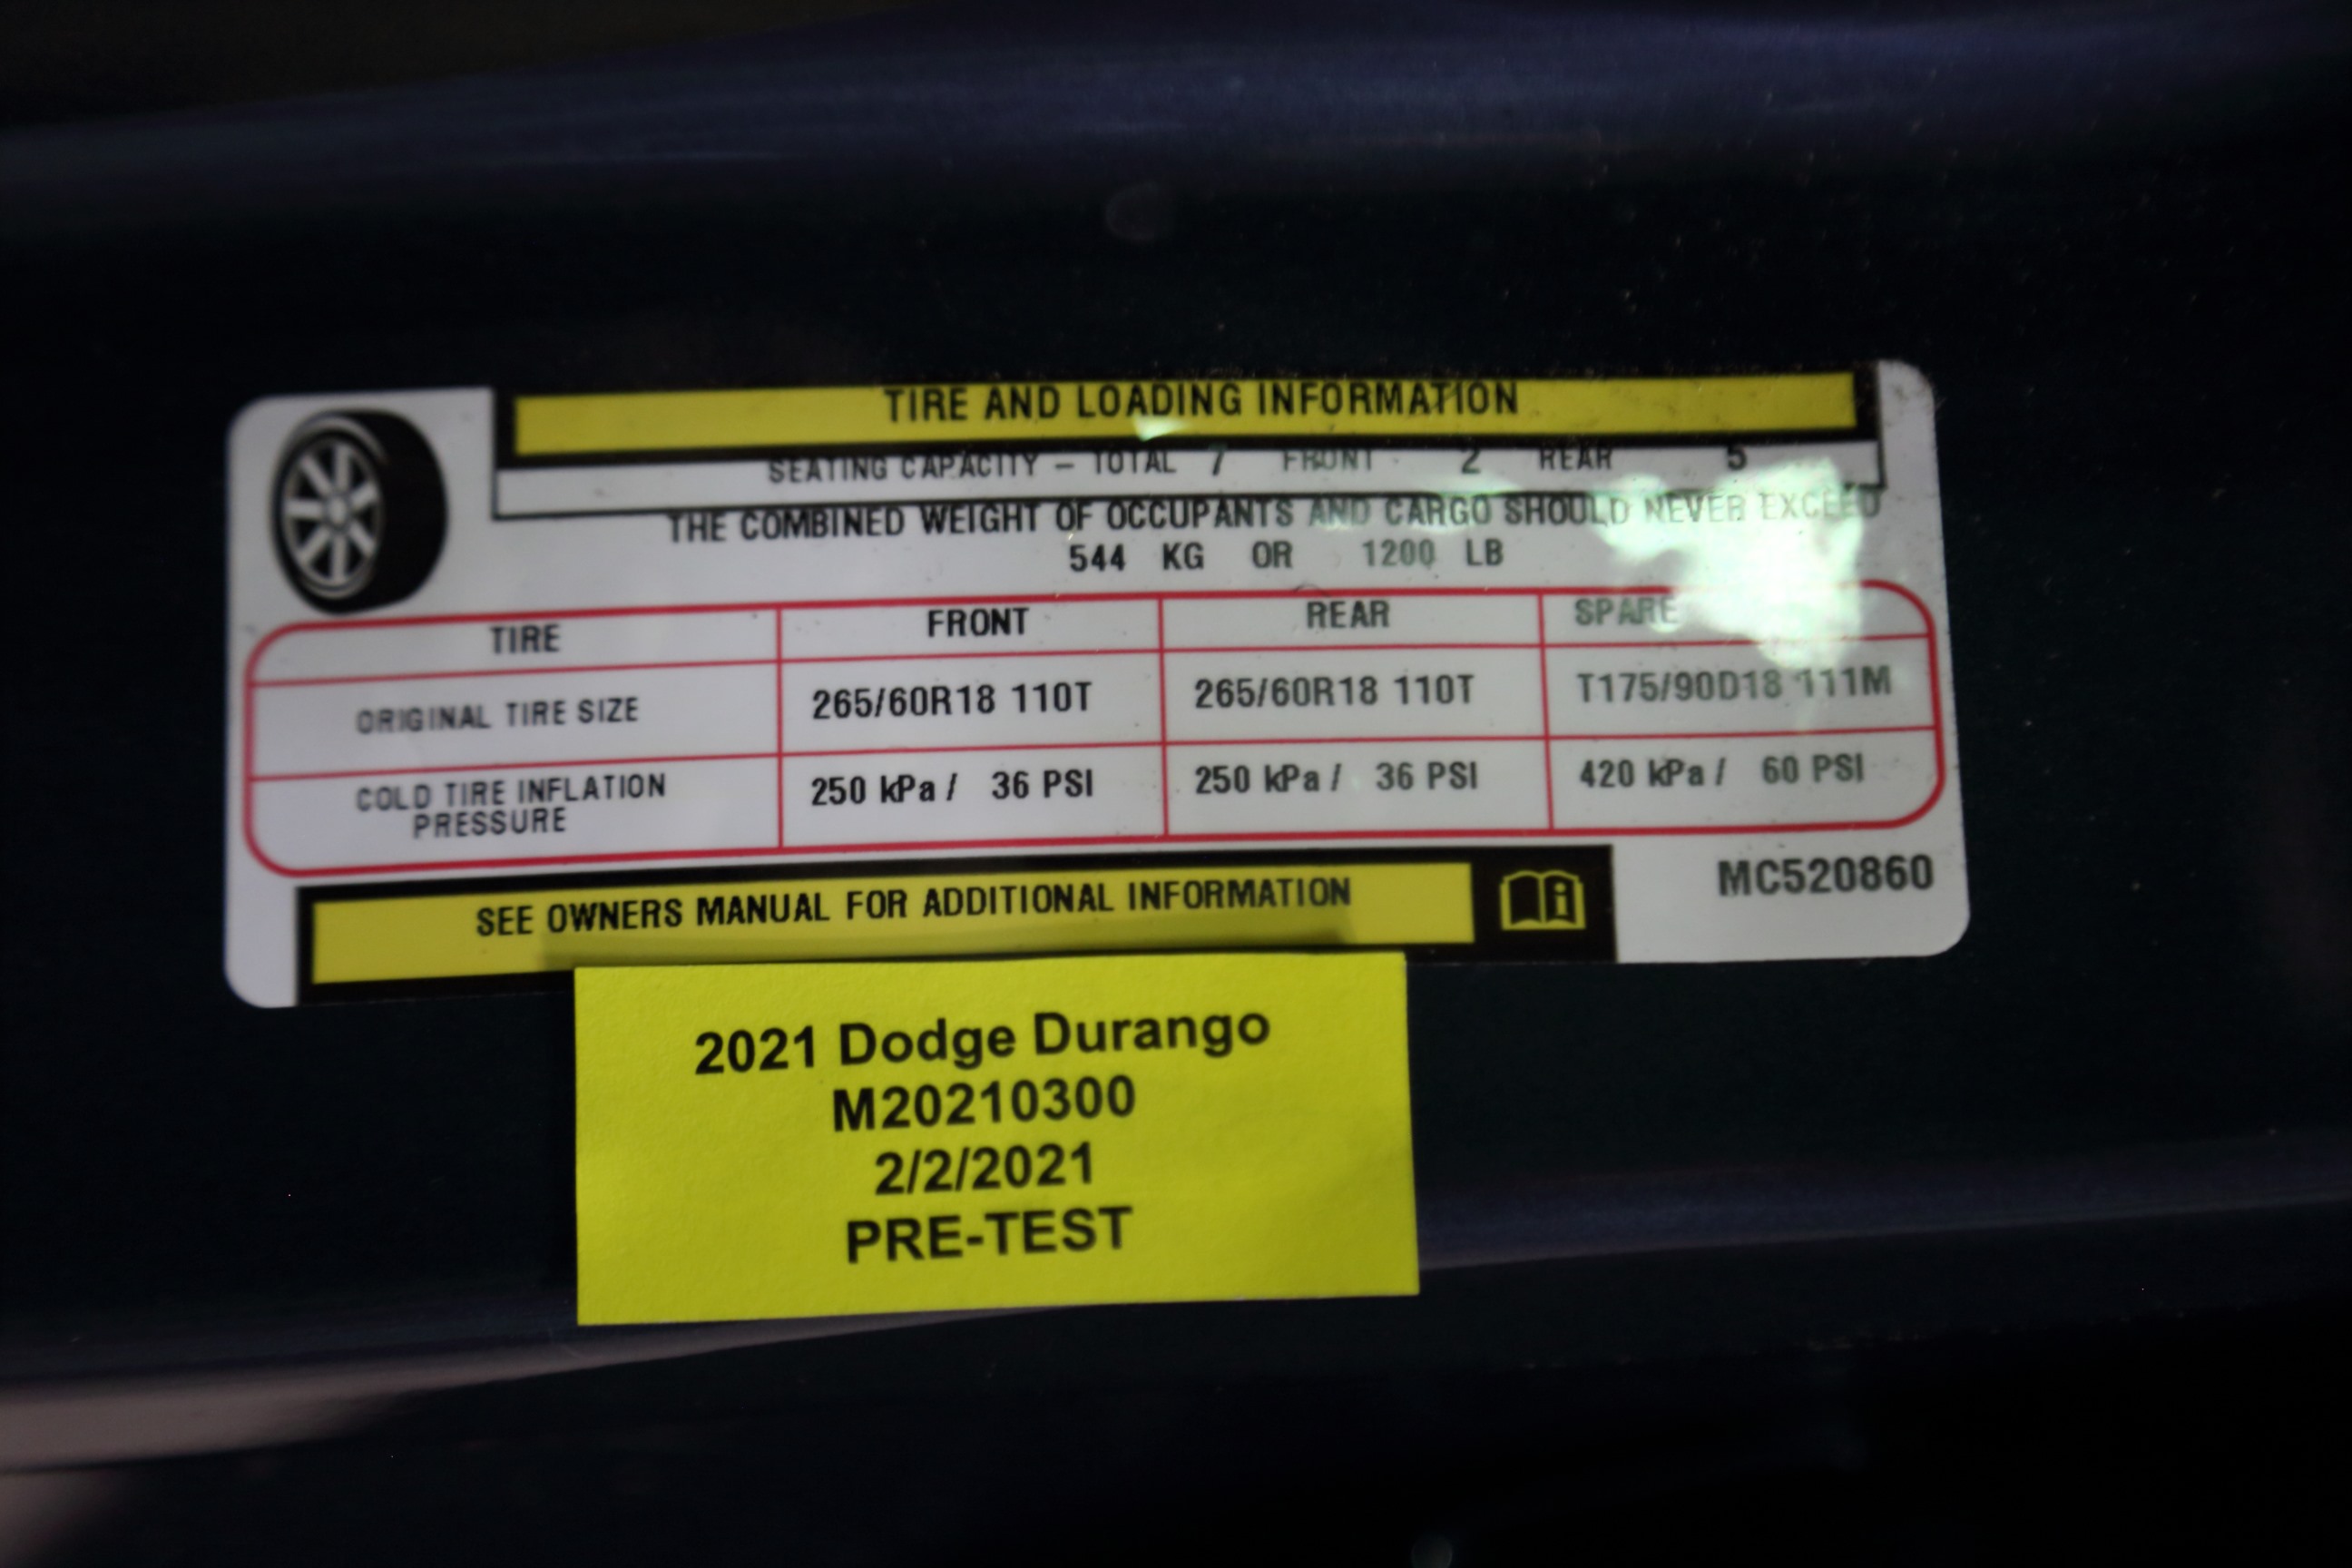 TIRE AND LOADING INFORMATION
SEATING CAPACITY – TOTAL 7 FRONT 2 REAR 5
THE COMBINED WEIGHT OF OCCUPANTS AND CARGO SHOULD NEVER EXCEED
544 KG OR 1200 LB
TIRE FRONT REAR SPARE
ORIGINAL TIRE SIZE 265/60R18 110T 265/60R18 110T T175/90D18 111M
COLD TIRE INFLATION
PRESSURE 250 kPa / 36 PSI 250 kPa / 36 PSI 420 kPa / 60 PSI
SEE OWNERS MANUAL FOR ADDITIONAL INFORMATION
MC520860
2021 Dodge Durango
M20210300
2/2/2021
PRE-TEST